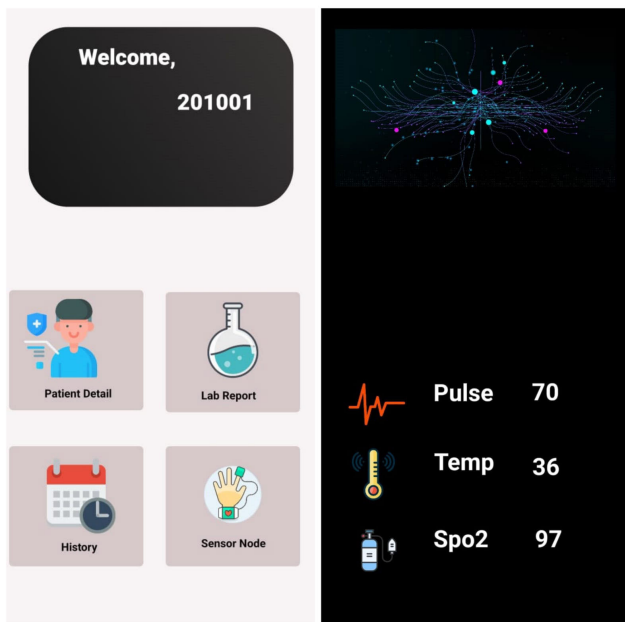 Welcome,
201001
Patient Detail
Lab Report
History
Sensor Node
Pulse 70
Temp 36
Spo2 97